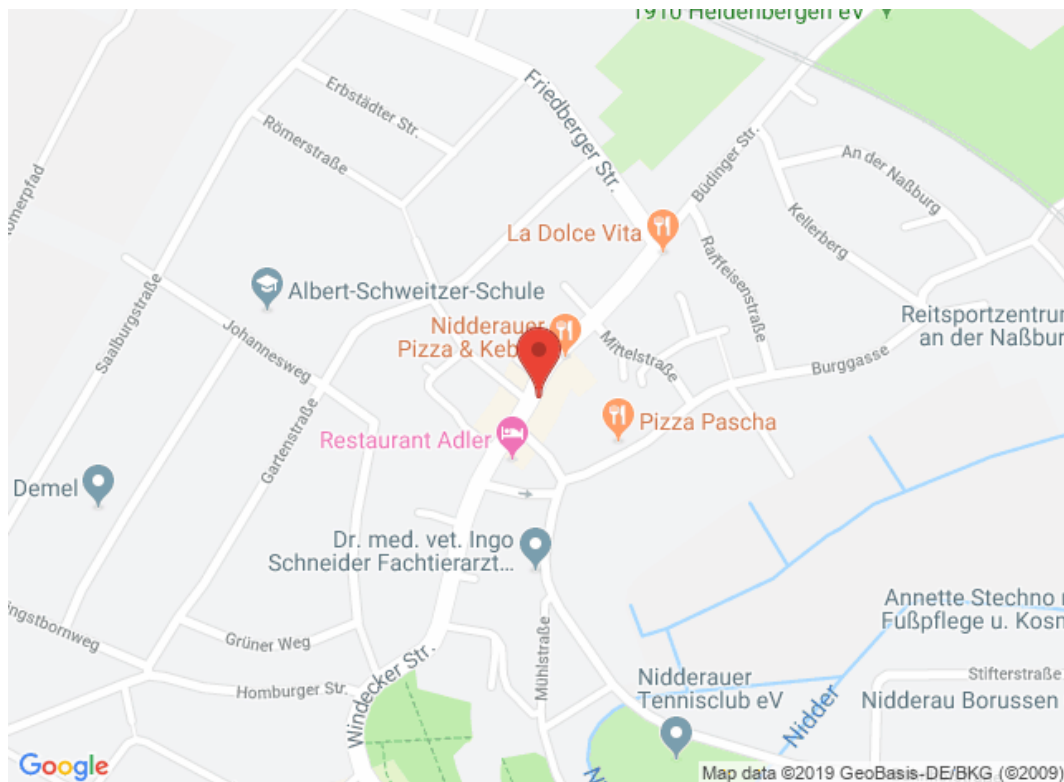 1910 Heldenbergen eV
Friedberger Str.
Erbstädter Str.
Römerstraße
Büdinger Str.
An der Naßburg
Kellerberg
La Dolce Vita
Raiffeisenstraße
Saalburgstraße
Albert-Schweitzer-Schule
Johannesweg
Nidderauer
Pizza & Keb
Mittelstraße
Reitsportzentrum
an der Naßburg
Burggasse
Restaurant Adler
Pizza Pascha
Gartenstraße
Demel
Dr. med. vet. Ingo
Schneider Fachtierarzt...
Annette Stechno
Fußpflege u. Kosm
ingstbornweg
Grüner Weg
Windecker Str.
Mühlstraße
Homburger Str.
Nidderauer
Tennisclub eV
Stifterstraße
Nidderau Borussen
Nidder
Google
Map data ©2019 GeoBasis-DE/BKG (©2009)